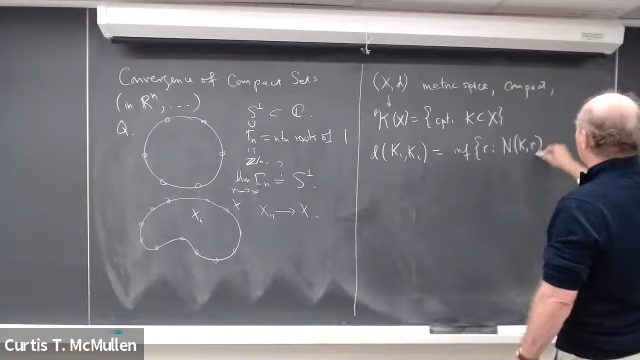 Convergence of Compact Sets
(in Rⁿ, ...)
Q.
S¹ ⊂ ℂ.
∪
Γₙ = nth roots of 1
is
ℤ/n.
lim Γₙ ≟ S¹.
n→∞
Xₙ
X
Xₙ → X.
(X, d) metric space, compact,
↓
K(X) = {cpt. K ⊂ X}
d(K₁, K₂) = inf {r : N(K, r)
Curtis T. McMullen